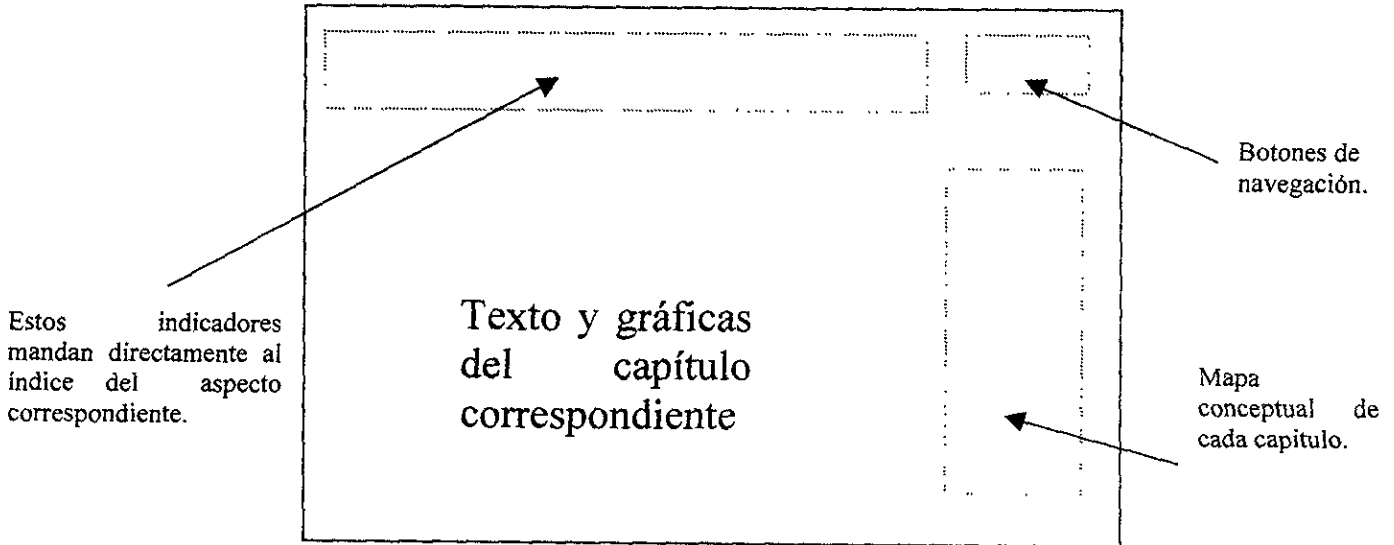 Botones de
navegación.
Estos indicadores
mandan directamente al
índice del aspecto
correspondiente.
Texto y gráficas
del capítulo
correspondiente
Mapa
conceptual de
cada capitulo.